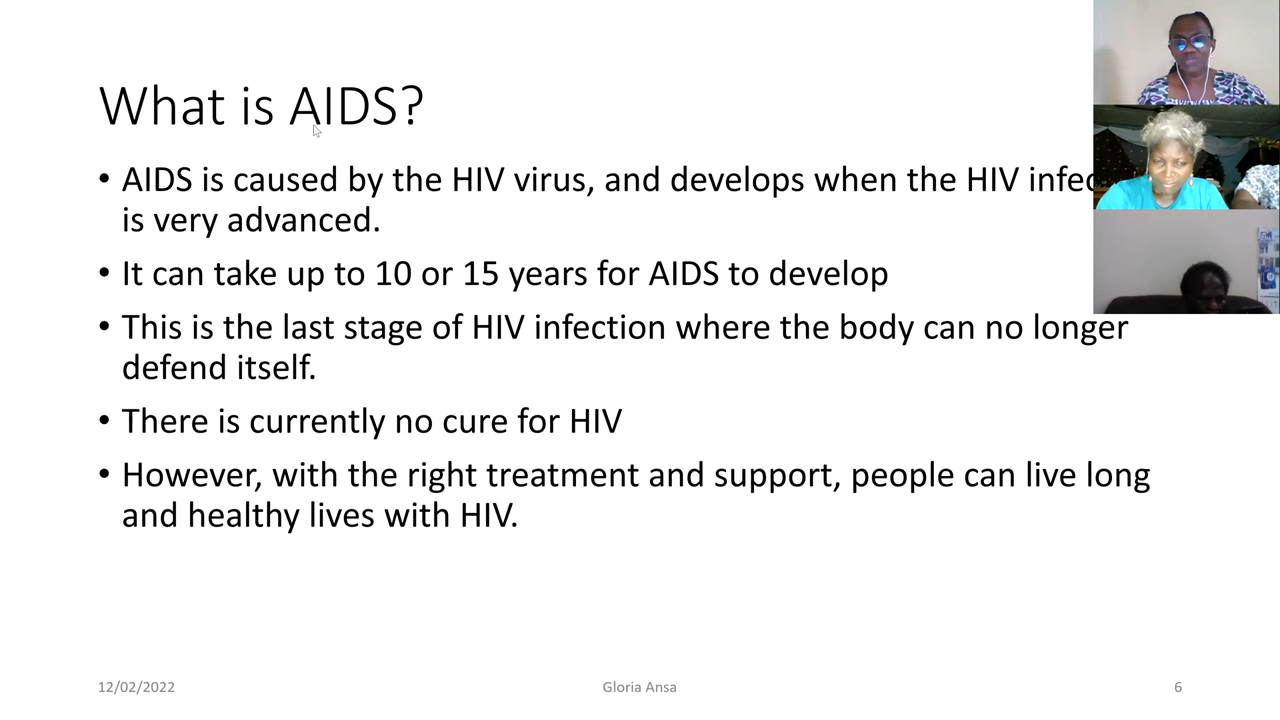 What is AIDS?
• AIDS is caused by the HIV virus, and develops when the HIV
is very advanced.
• It can take up to 10 or 15 years for AIDS to develop
• This is the last stage of HIV infection where the body can no longer
defend itself.
• There is currently no cure for HIV
• However, with the right treatment and support, people can live long
and healthy lives with HIV.
12/02/2022
Gloria Ansa
6